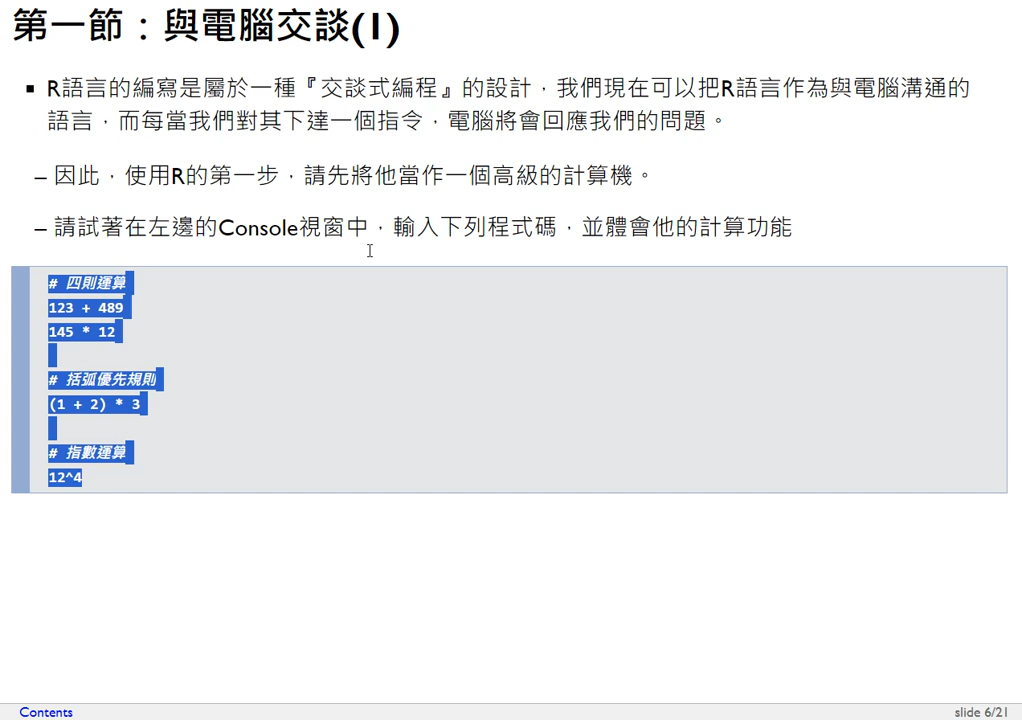 第一節：與電腦交談(1)
R語言的編寫是屬於一種『交談式編程』的設計，我們現在可以把R語言作為與電腦溝通的
語言，而每當我們對其下達一個指令，電腦將會回應我們的問題。
– 因此，使用R的第一步，請先將他當作一個高級的計算機。
– 請試著在左邊的Console視窗中，輸入下列程式碼，並體會他的計算功能
# 四則運算
123 + 489
145 * 12
# 括弧優先規則
(1 + 2) * 3
# 指數運算
12^4
Contents
slide 6/21